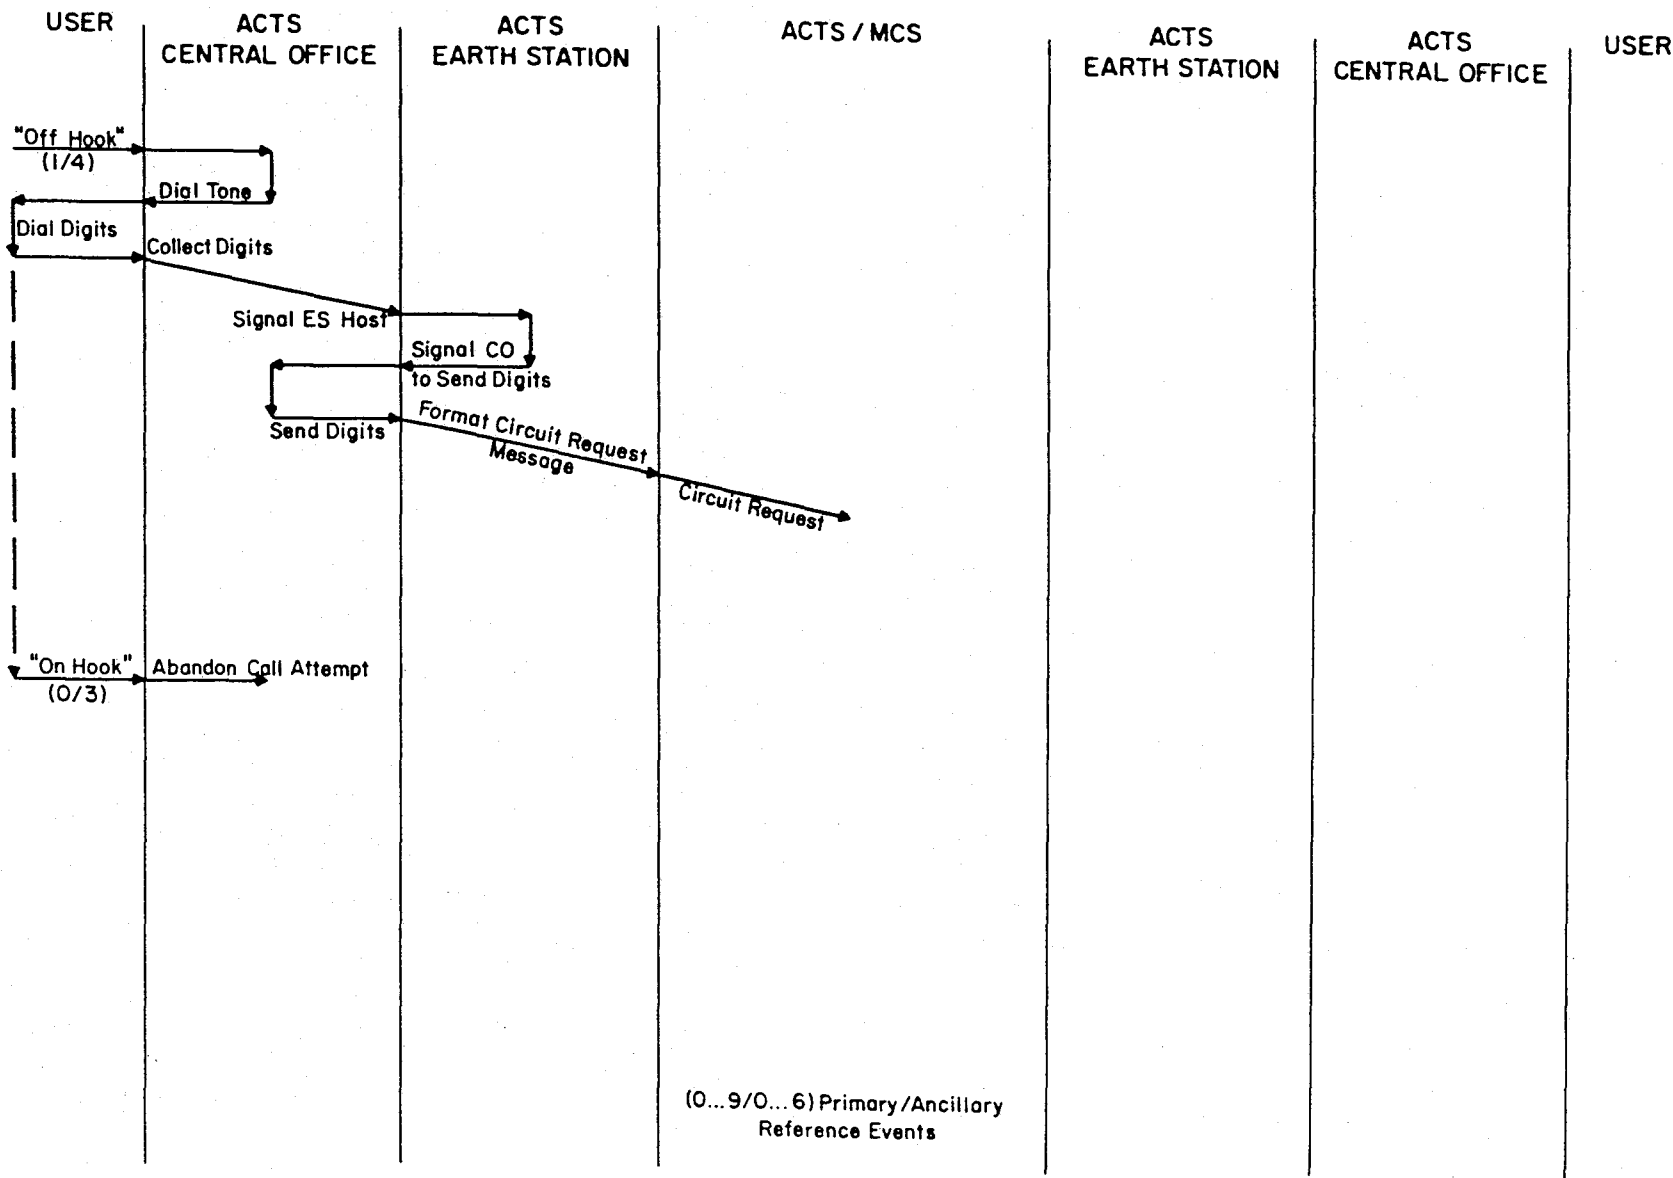 USER
ACTS
CENTRAL OFFICE
ACTS
EARTH STATION
ACTS / MCS
ACTS
EARTH STATION
ACTS
CENTRAL OFFICE
USER
"Off Hook"
(1/4)
Dial Tone
Dial Digits
Collect Digits
Signal ES Host
Signal CO
to Send Digits
Send Digits
Format Circuit Request
Message
Circuit Request
"On Hook"
(0/3)
Abandon Call Attempt
(0...9/0...6) Primary/Ancillary
Reference Events